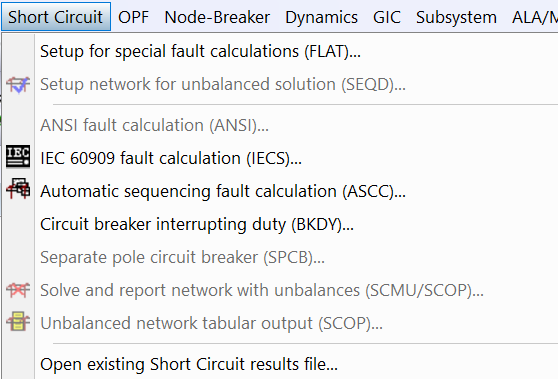 Short Circuit OPF Node-Breaker Dynamics GIC Subsystem ALA/M
Setup for special fault calculations (FLAT)...
Setup network for unbalanced solution (SEQD)...
ANSI fault calculation (ANSI)...
IEC IEC 60909 fault calculation (IECS)...
Automatic sequencing fault calculation (ASCC)...
Circuit breaker interrupting duty (BKDY)...
Separate pole circuit breaker (SPCB)...
Solve and report network with unbalances (SCMU/SCOP)...
Unbalanced network tabular output (SCOP)...
Open existing Short Circuit results file...